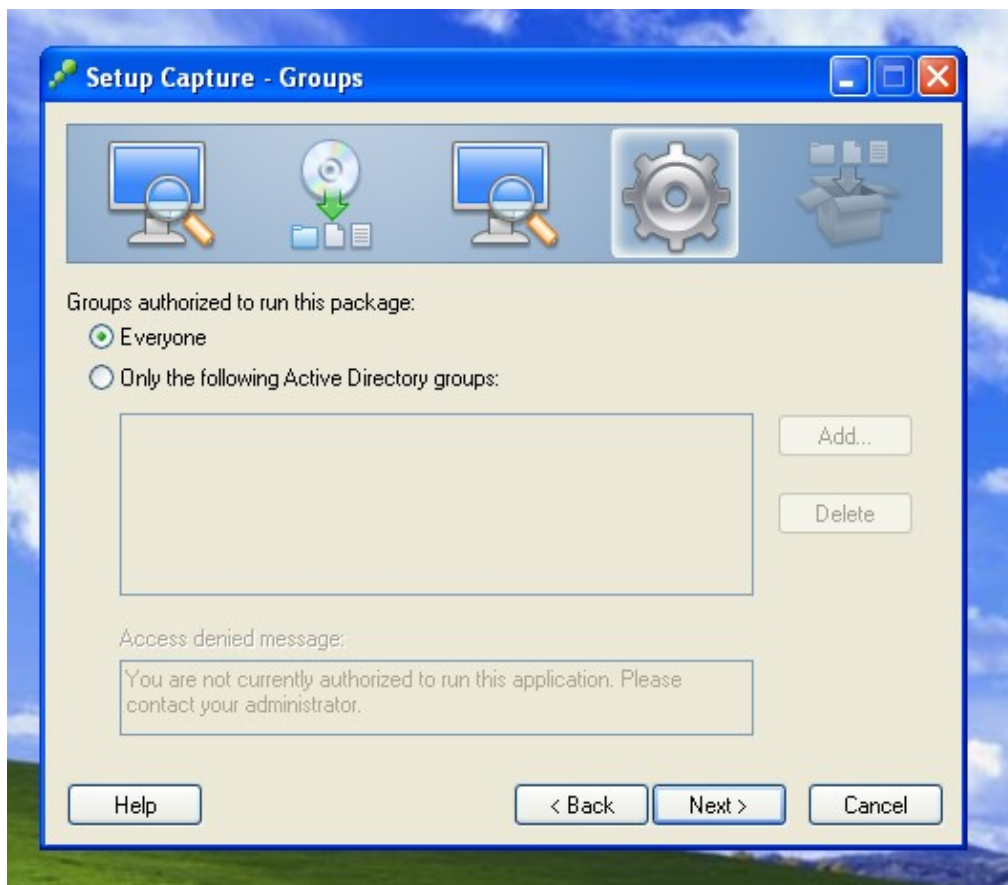 Setup Capture - Groups
Groups authorized to run this package:
Everyone
Only the following Active Directory groups:
Add...
Delete
Access denied message:
You are not currently authorized to run this application. Please
contact your administrator.
Help
< Back
Next >
Cancel